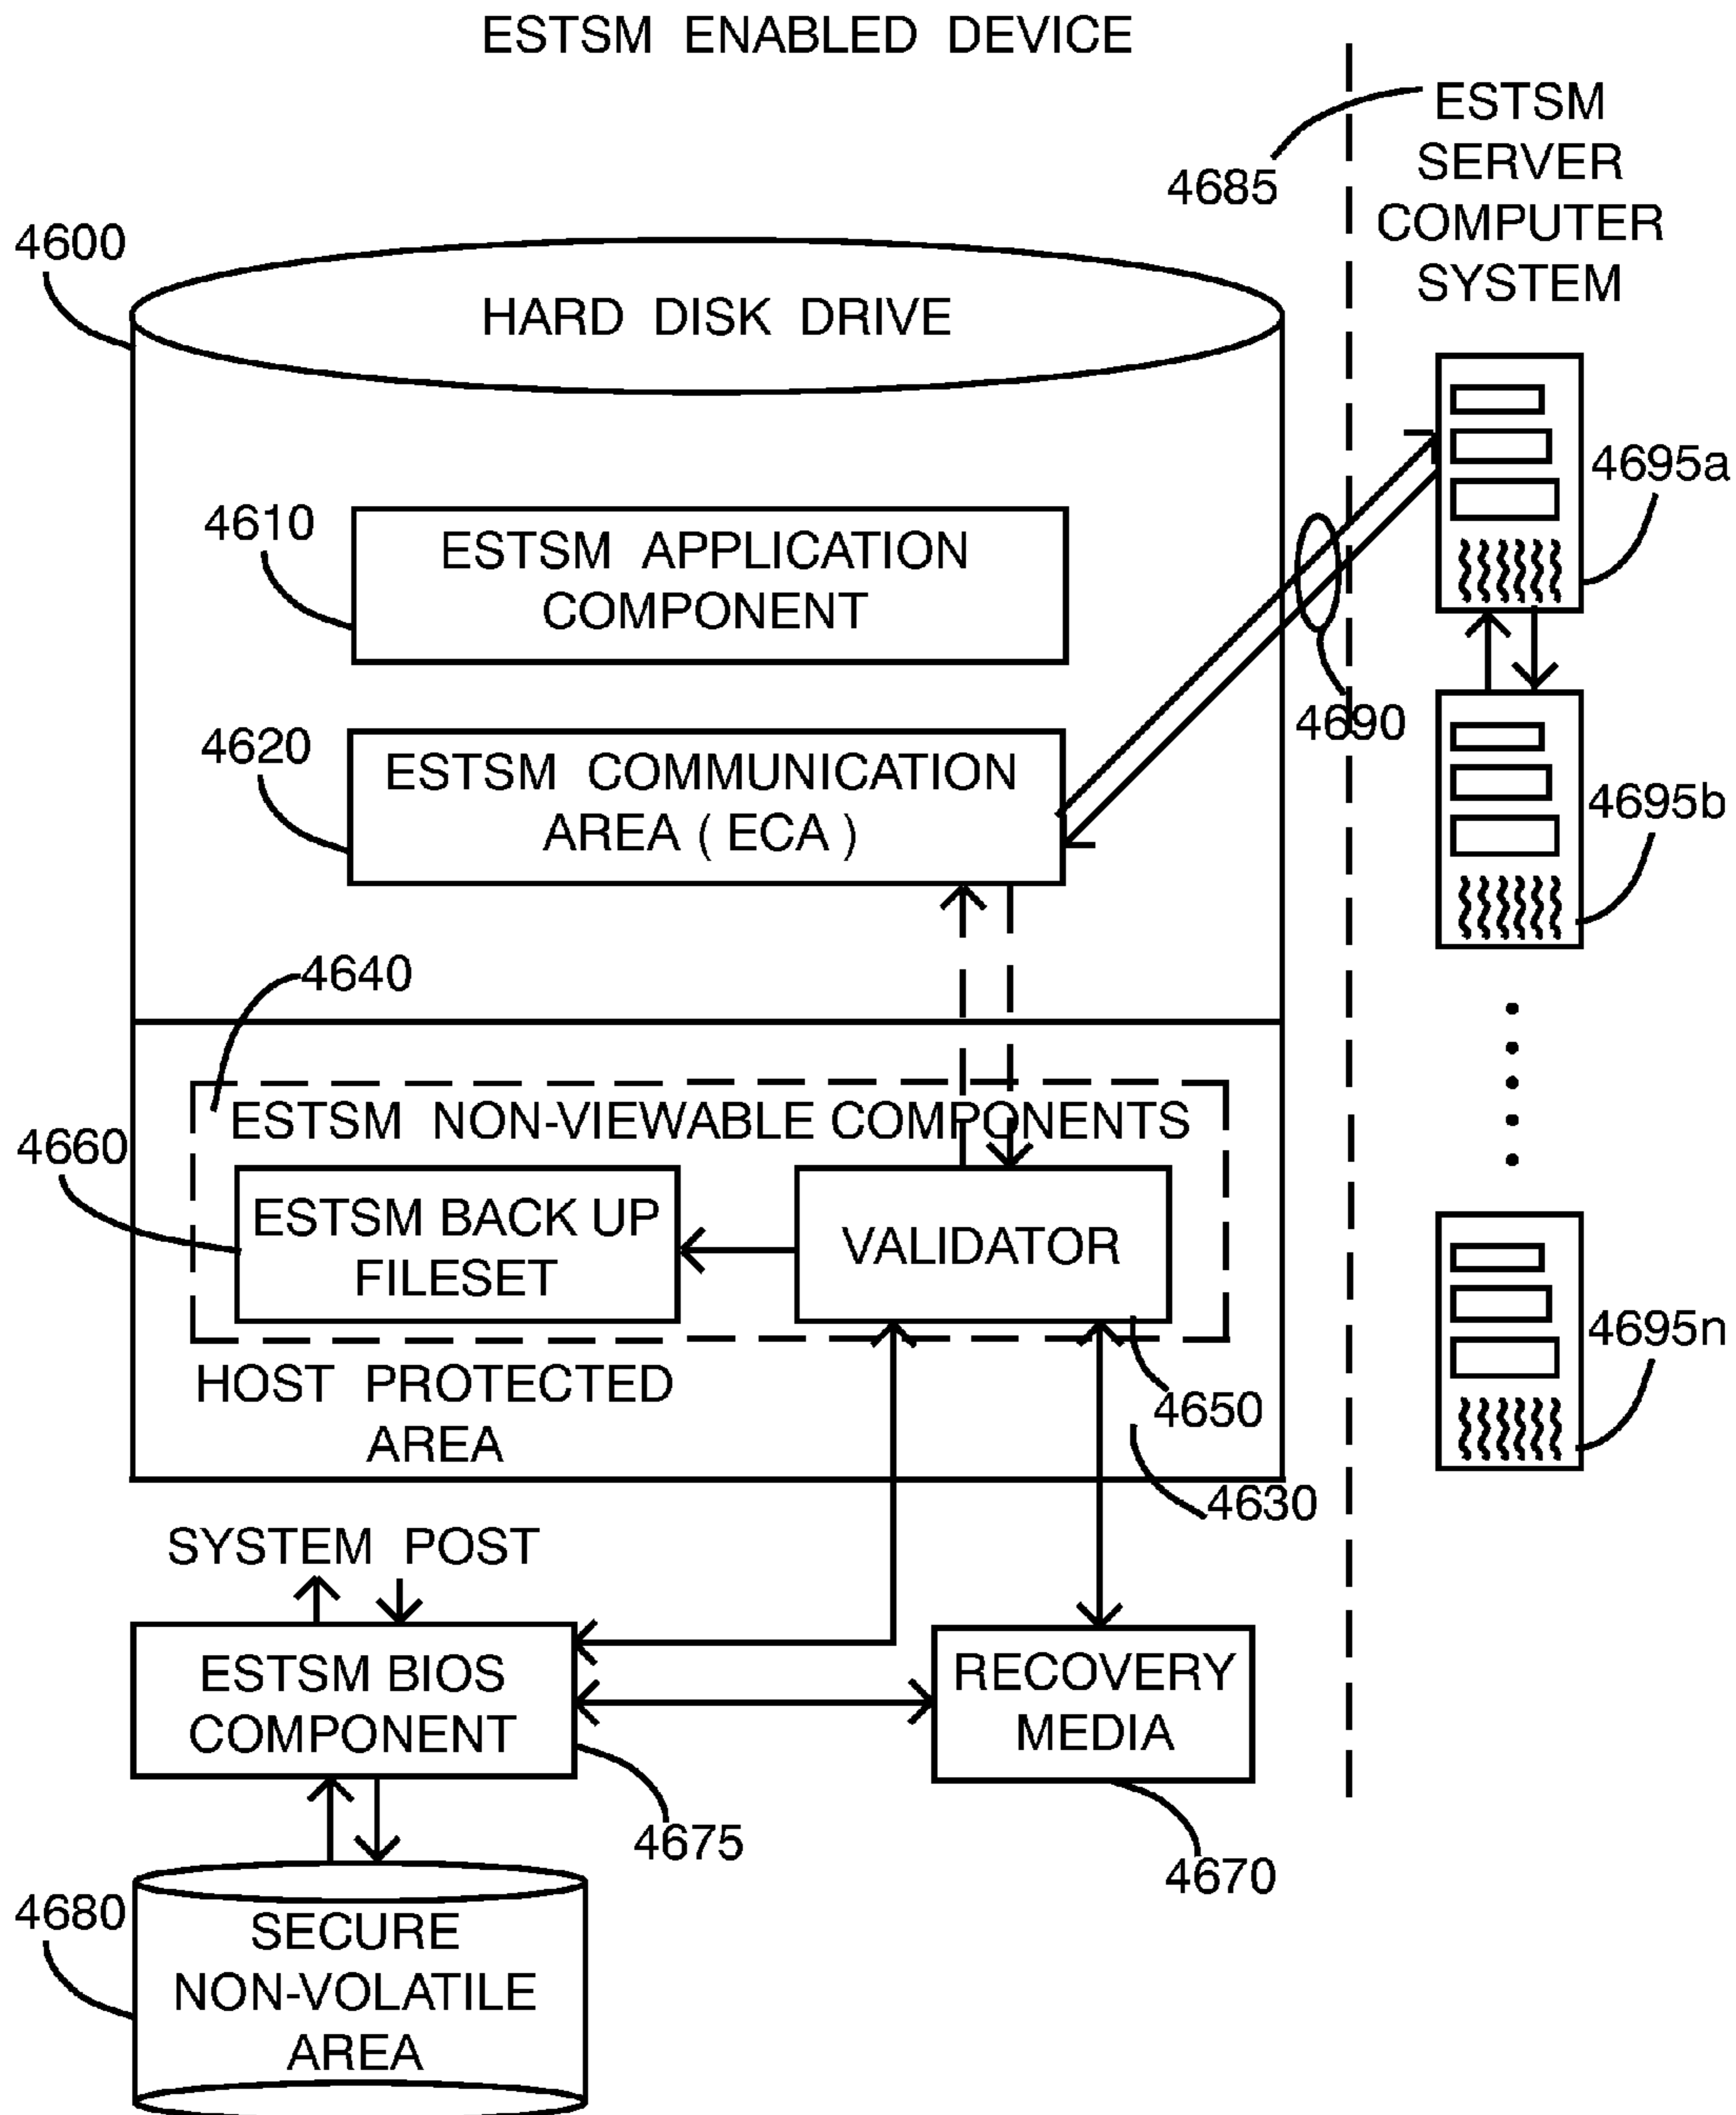 ESTSM ENABLED DEVICE
ESTSM
SERVER
COMPUTER
SYSTEM
4685
4600
HARD DISK DRIVE
4695a
4610
ESTSM APPLICATION
COMPONENT
4690
4620
ESTSM COMMUNICATION
AREA ( ECA )
4695b
4640
ESTSM NON-VIEWABLE COMPONENTS
4660
ESTSM BACK UP
FILESET
VALIDATOR
4695n
HOST PROTECTED
AREA
4650
4630
SYSTEM POST
ESTSM BIOS
COMPONENT
RECOVERY
MEDIA
4675
4670
4680
SECURE
NON-VOLATILE
AREA